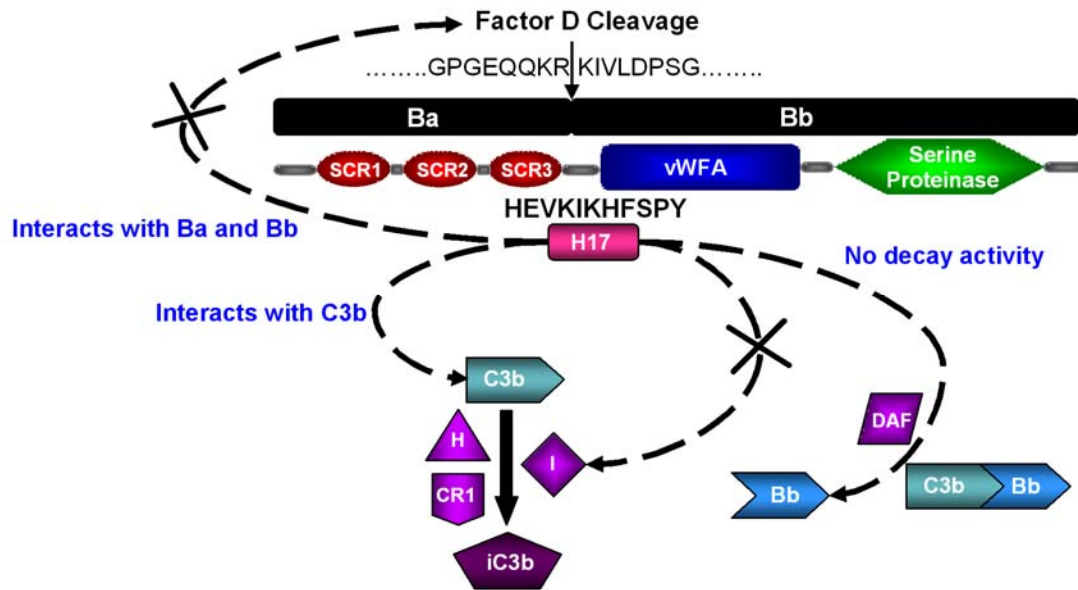 Factor D Cleavage
........GPGEQQKR KIVLDPSG........
Ba Bb
SCR1 SCR2 SCR3 vWFA Serine
Proteinase
HEVKIKHFSPY
H17
Interacts with Ba and Bb
No decay activity
Interacts with C3b
C3b
H
I
CR1
iC3b
DAF
Bb
C3b Bb